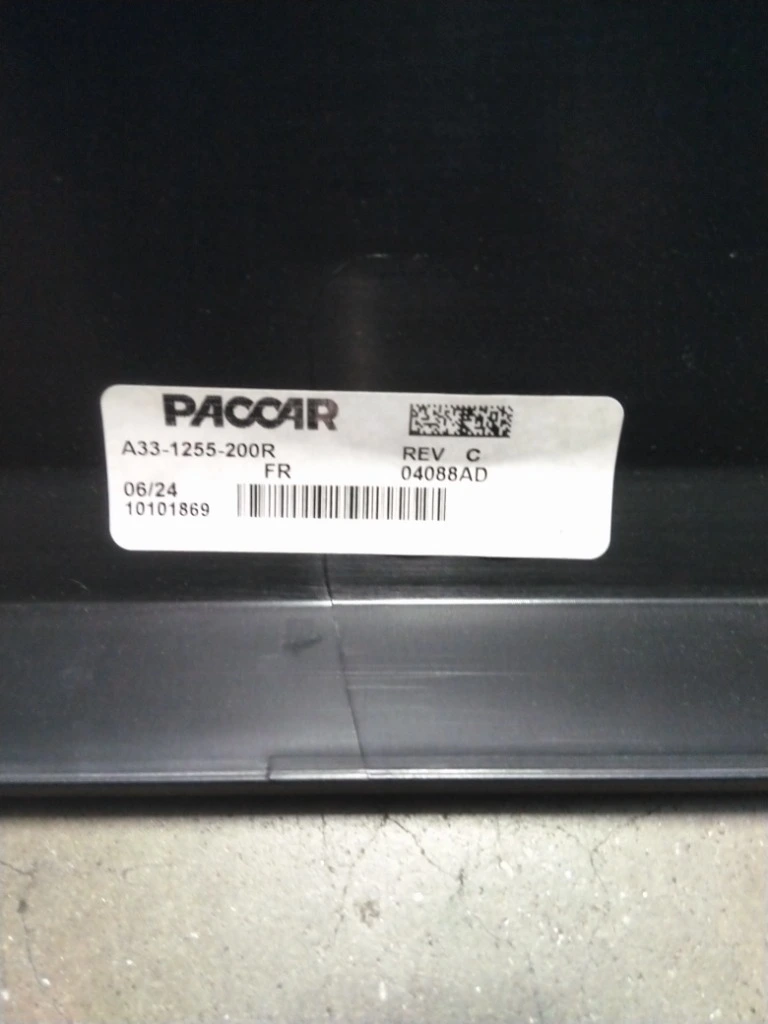 PACCAR
A33-1255-200R REV C
FR 04088AD
06/24
10101869